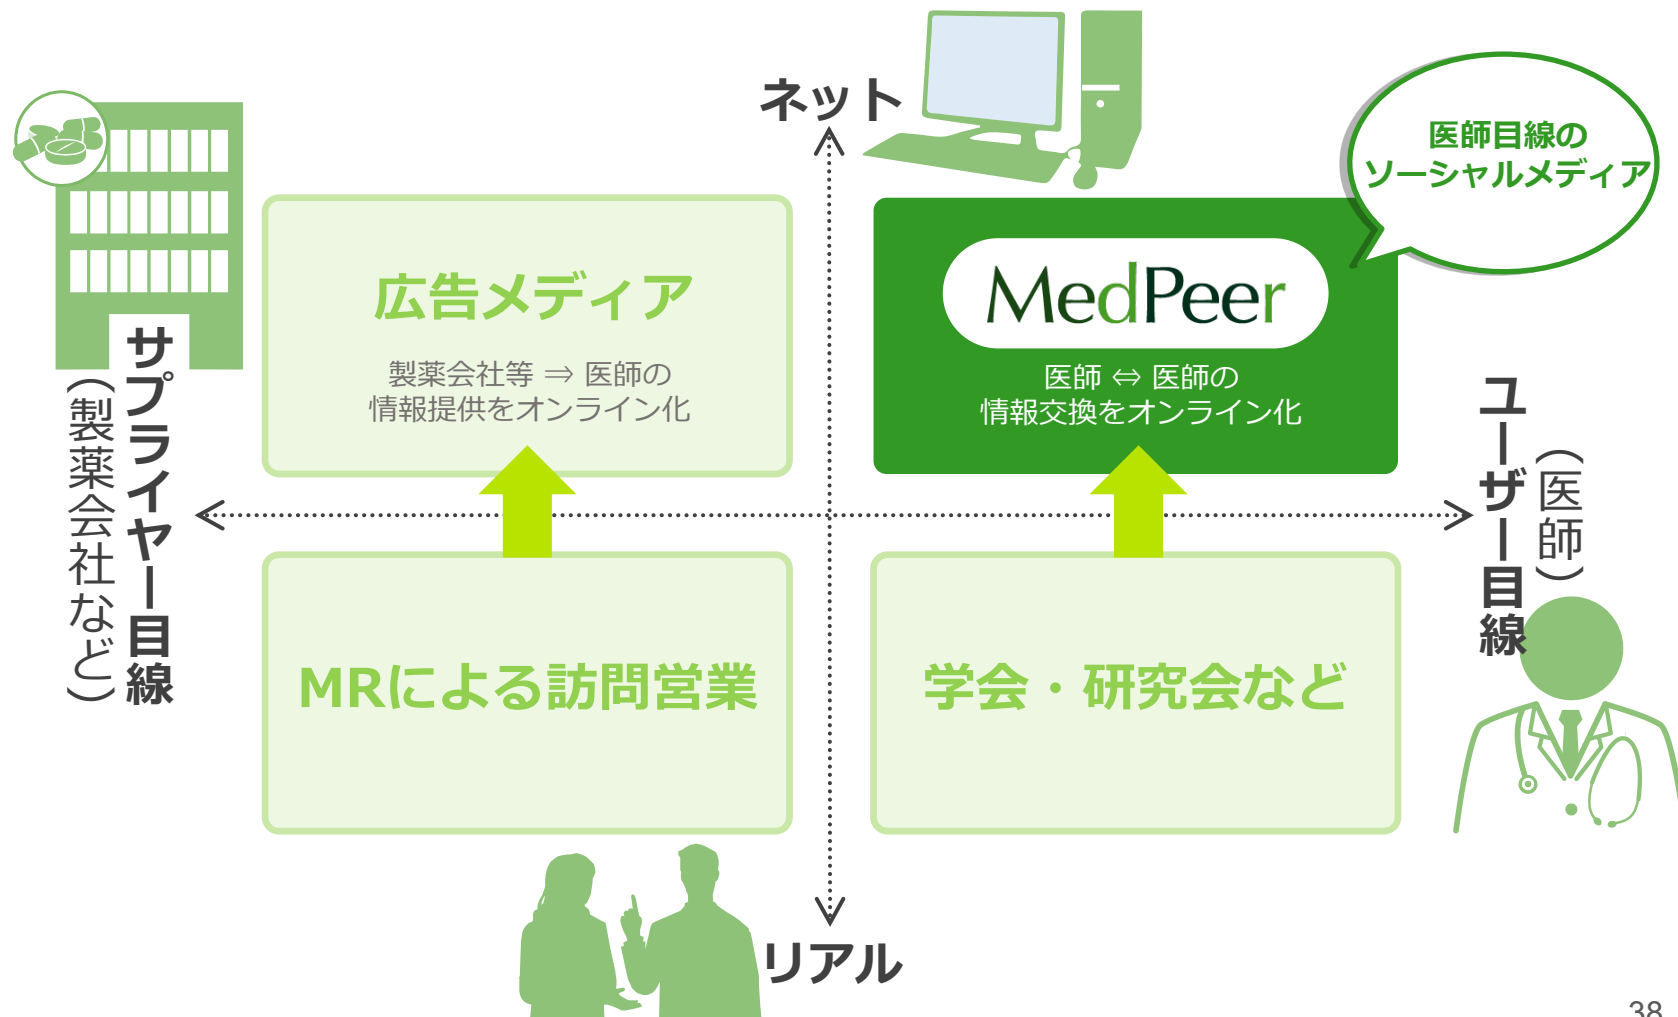 ネット
医師目線の
ソーシャルメディア
広告メディア
製薬会社等 ⇒ 医師の
情報提供をオンライン化
MedPeer
医師 ⇔ 医師の
情報交換をオンライン化
サプライヤー目線
（製薬会社など）
ユーザー目線
（医師）
MRによる訪問営業
学会・研究会など
リアル
38